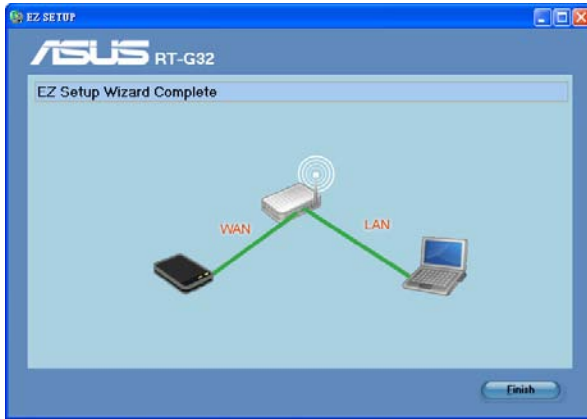 EZ SETUP
ASUS RT-G32
EZ Setup Wizard Complete
WAN
LAN
Finish